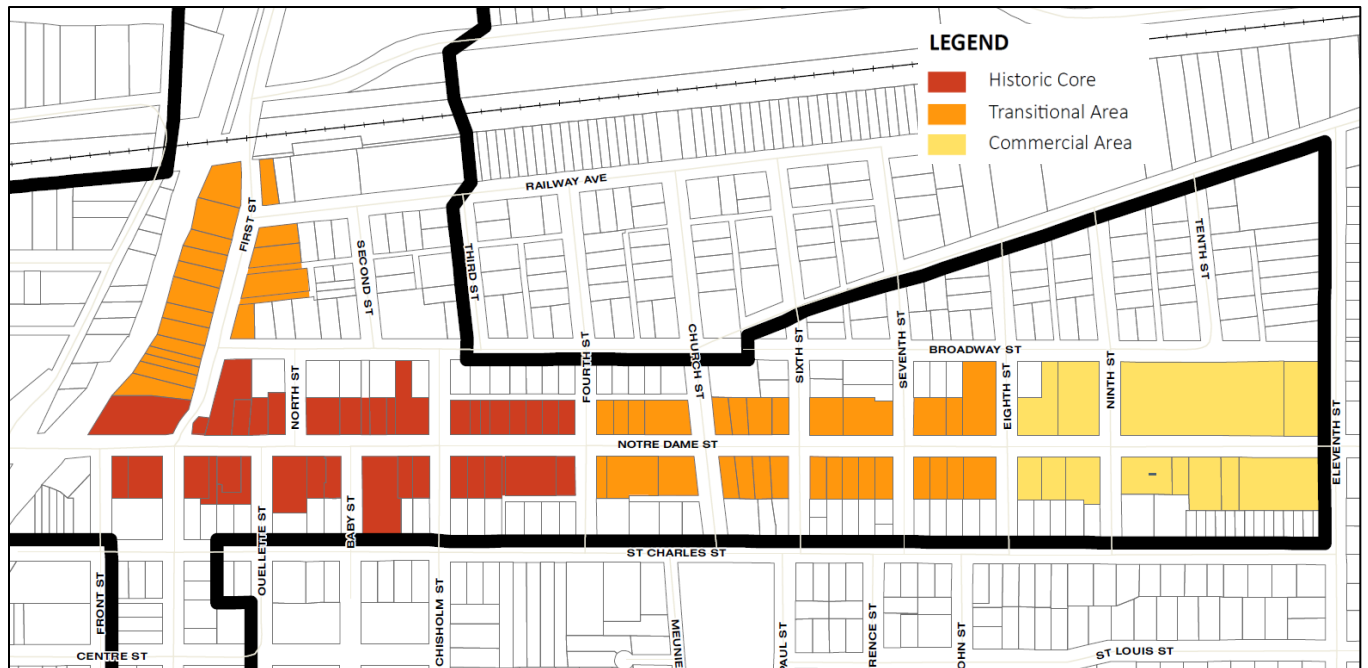 LEGEND
Historic Core
Transitional Area
Commercial Area
RAILWAY AVE
FIRST ST
SECOND ST
THIRD ST
TENTH ST
FOURTH ST
CHURCH ST
SIXTH ST
SEVENTH ST
BROADWAY ST
EIGHTH ST
NINTH ST
NORTH ST
NOTRE DAME ST
ELEVENTH ST
OUELLETTE ST
BABY ST
ST CHARLES ST
FRONT ST
CHISHOLM ST
MEUNIE
PAUL ST
RENCE ST
OHN ST
CENTRE ST
ST LOUIS ST